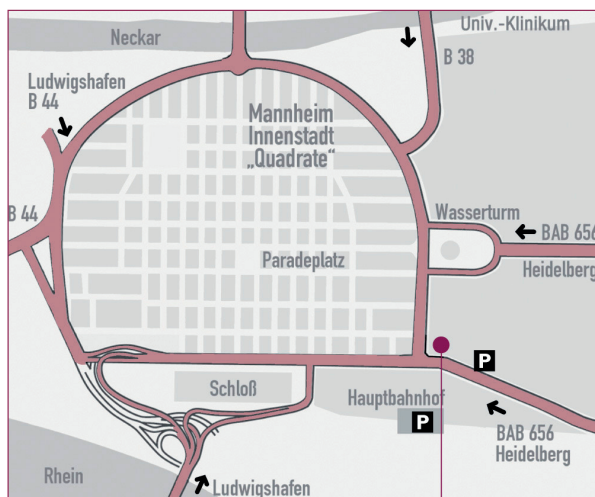 Neckar
Univ.-Klinikum
B 38
Ludwigshafen
B 44
Mannheim
Innenstadt
„Quadrate“
B 44
Wasserturm
BAB 656
Heidelberg
Paradeplatz
P
Schloß
Hauptbahnhof
P
BAB 656
Heidelberg
Rhein
Ludwigshafen